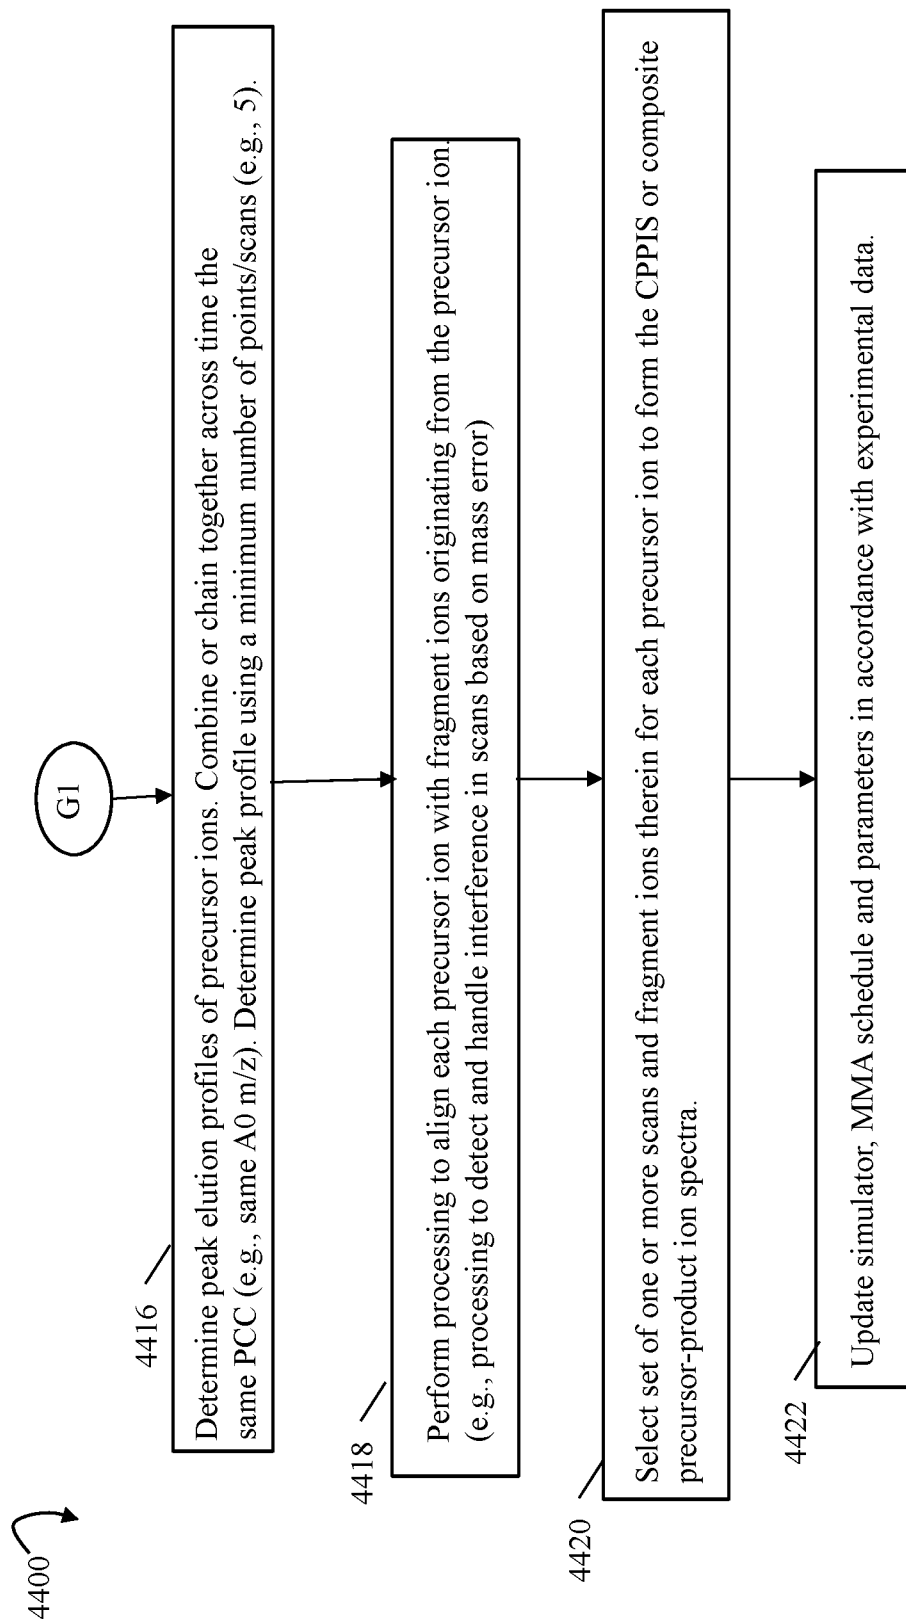 4400
G1
4416
Determine peak elution profiles of precursor ions. Combine or chain together across time the
same PCC (e.g., same A0 m/z). Determine peak profile using a minimum number of points/scans (e.g., 5).
4418
Perform processing to align each precursor ion with fragment ions originating from the precursor ion.
(e.g., processing to detect and handle interference in scans based on mass error)
4420
Select set of one or more scans and fragment ions therein for each precursor ion to form the CPPIS or composite
precursor-product ion spectra.
4422
Update simulator, MMA schedule and parameters in accordance with experimental data.